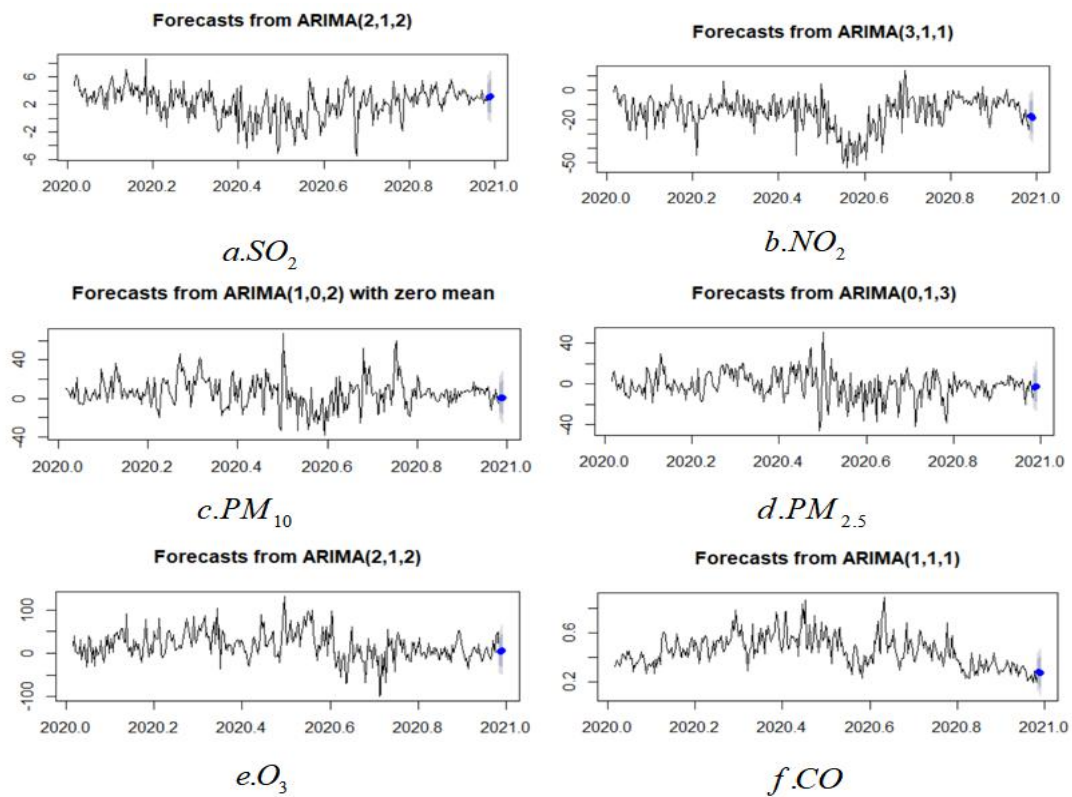 Forecasts from ARIMA(2,1,2)
6
2
-2
-6
2020.0 2020.2 2020.4 2020.6 2020.8 2021.0
a.SO2
Forecasts from ARIMA(3,1,1)
0
-20
-50
2020.0 2020.2 2020.4 2020.6 2020.8 2021.0
b.NO2
Forecasts from ARIMA(1,0,2) with zero mean
40
0
-40
2020.0 2020.2 2020.4 2020.6 2020.8 2021.0
c.PM10
Forecasts from ARIMA(0,1,3)
40
0
-40
2020.0 2020.2 2020.4 2020.6 2020.8 2021.0
d.PM2.5
Forecasts from ARIMA(2,1,2)
100
0
-100
2020.0 2020.2 2020.4 2020.6 2020.8 2021.0
e.O3
Forecasts from ARIMA(1,1,1)
0.6
0.2
2020.0 2020.2 2020.4 2020.6 2020.8 2021.0
f.CO